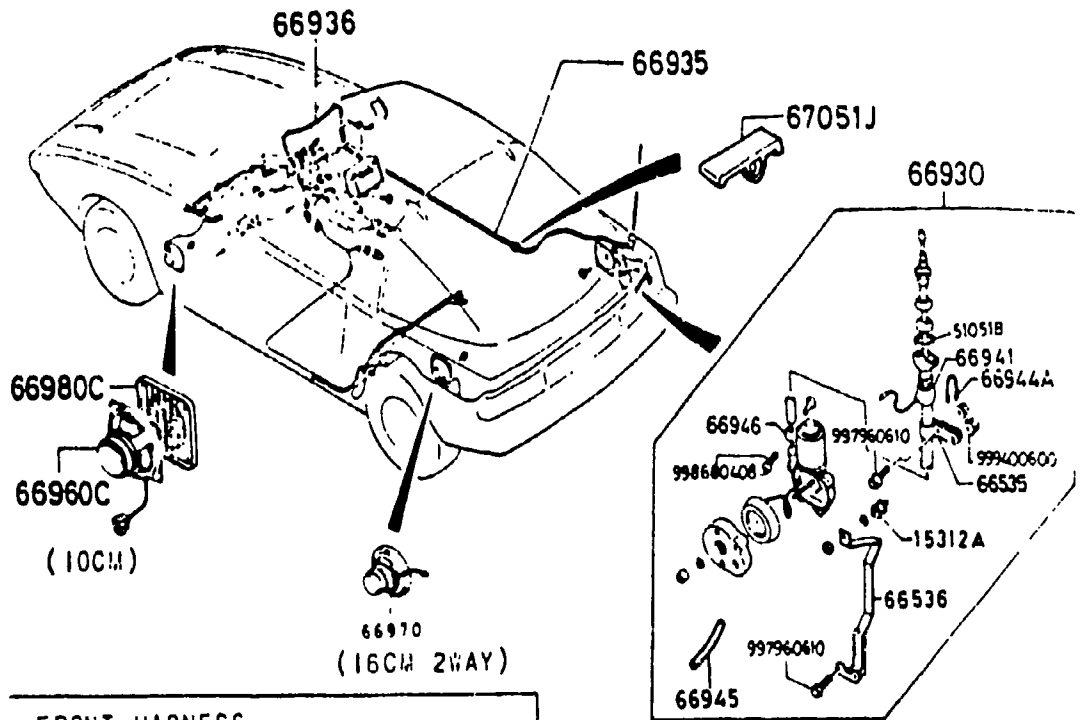 66936
66935
67051J
66930
51051B
66941
66944A
66980C
66946
997960610
999400600
66960C
998680408
66535
(10CM)
15312A
66536
66970
(16CM 2WAY)
997960610
66945
FRONT HARNESS